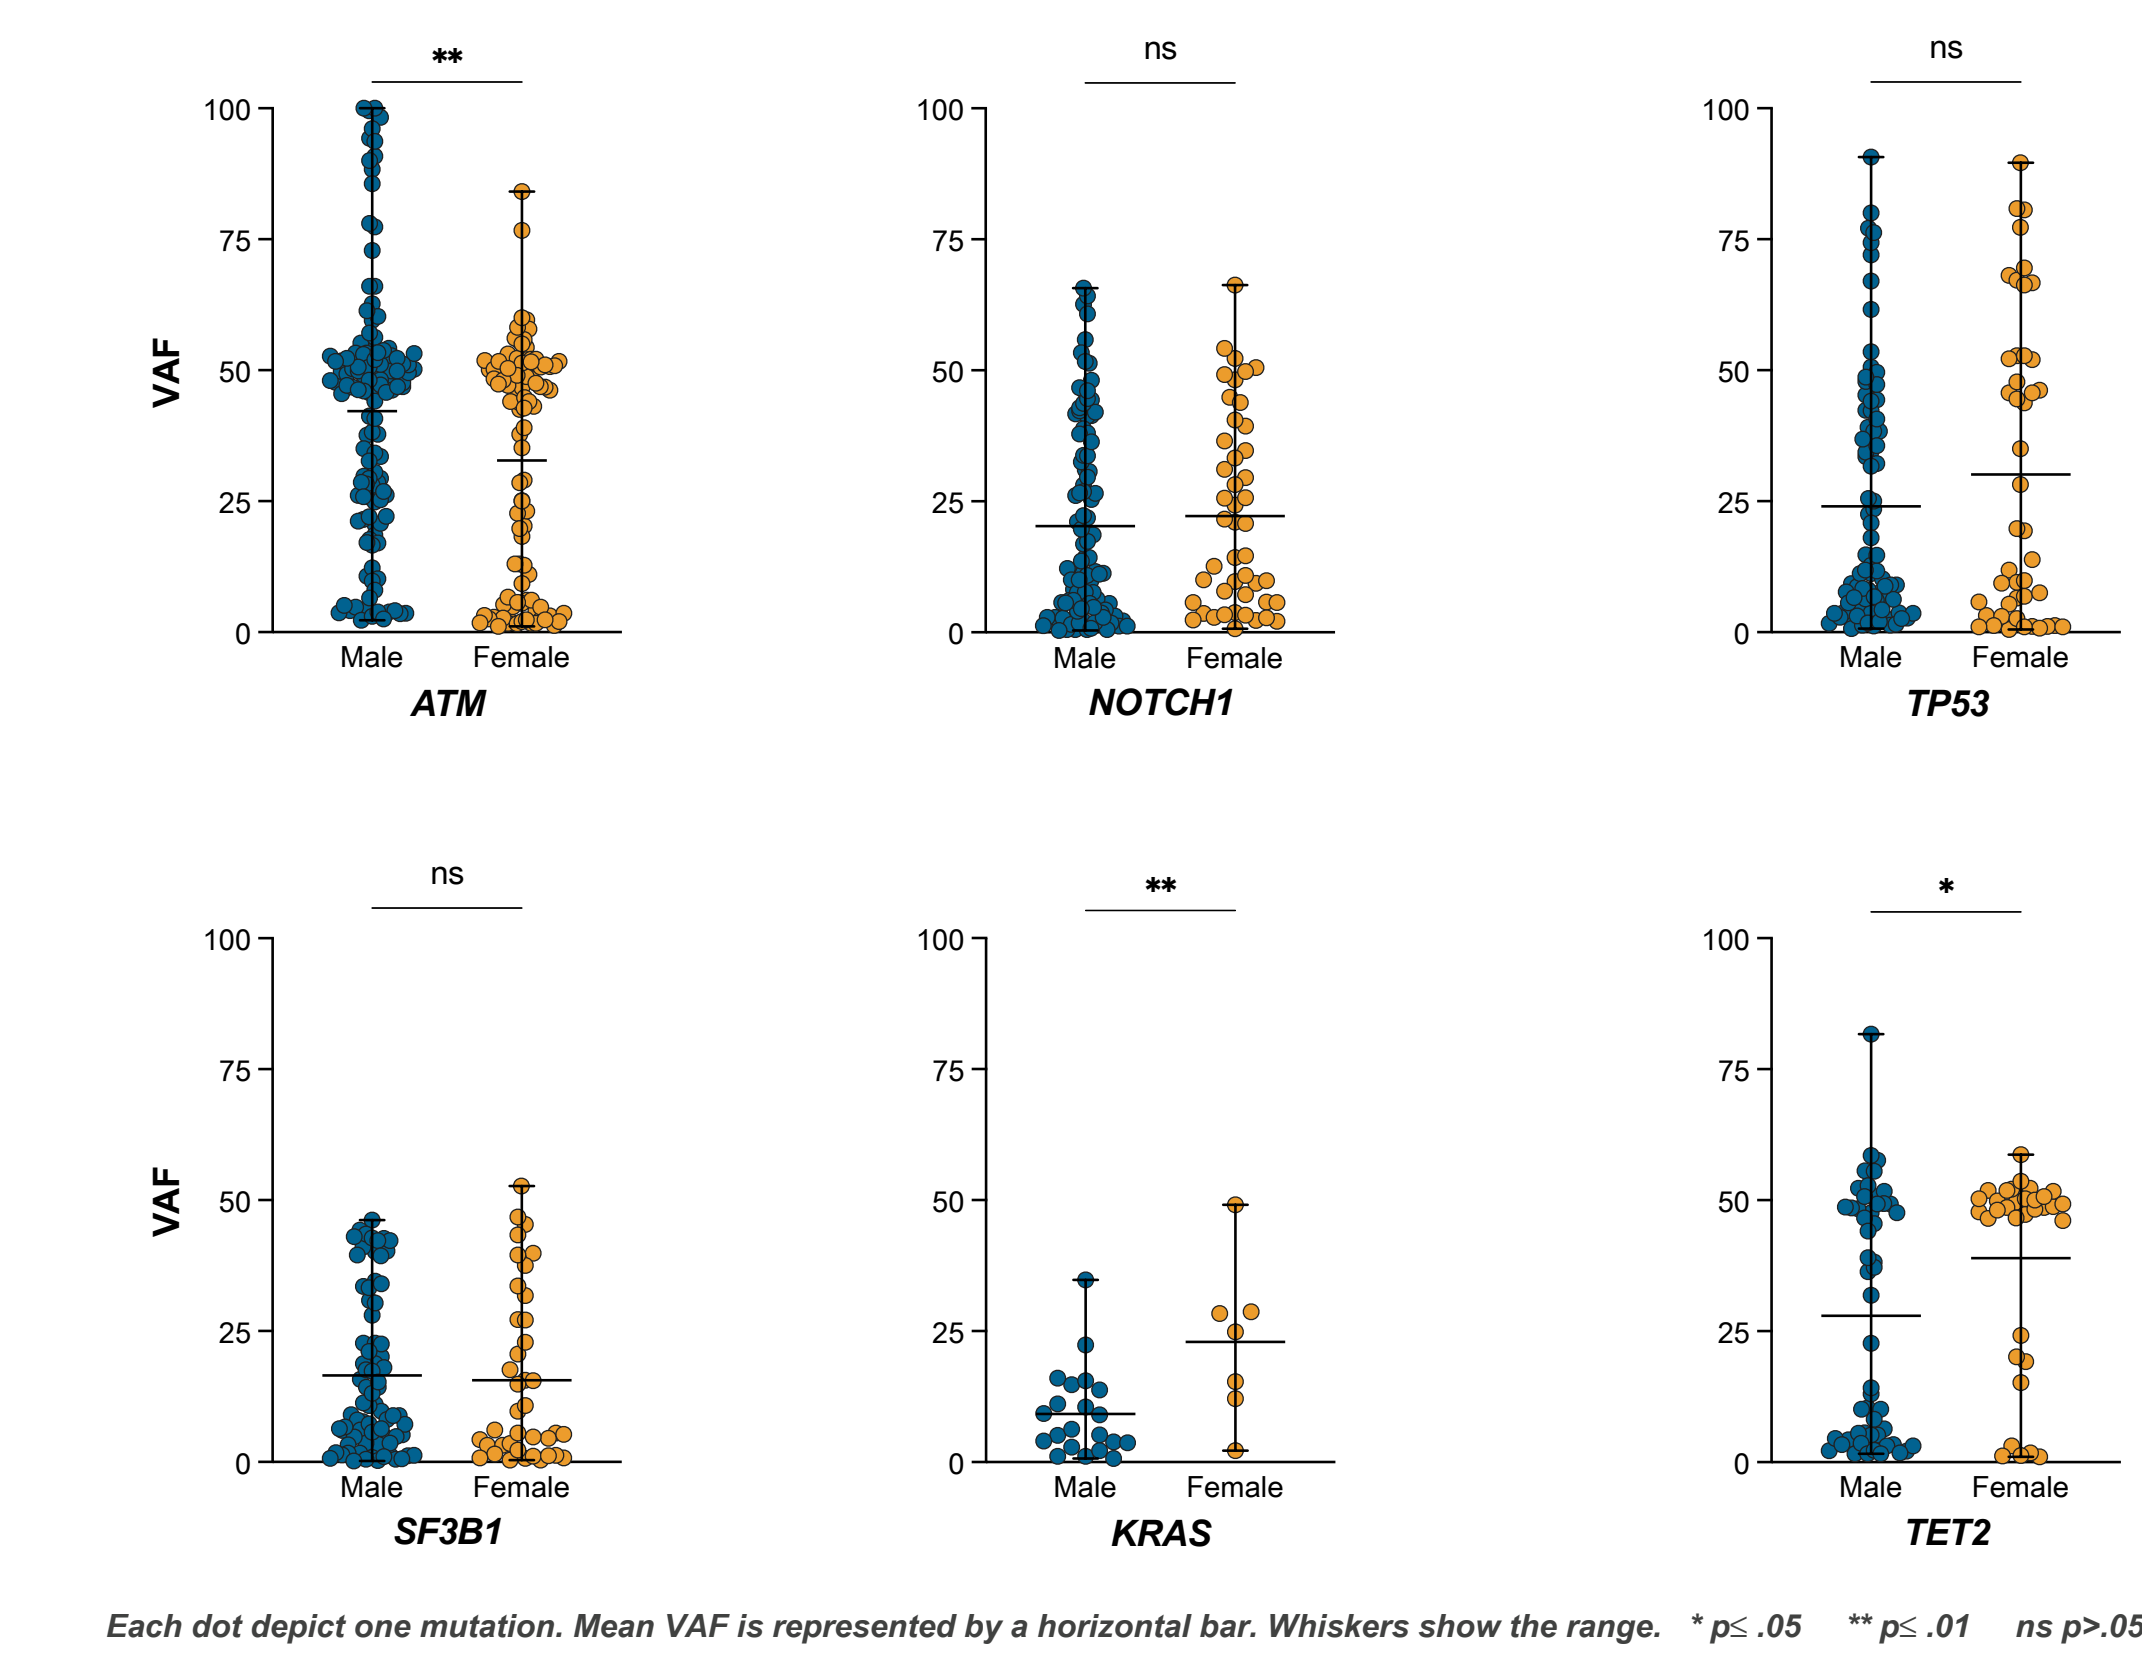 ** ns ns
100 100 100
75 75 75
VAF
50 50 50
25 25 25
0 0 0
Male Female Male Female Male Female
ATM NOTCH1 TP53
ns ** *
100 100 100
75 75 75
VAF
50 50 50
25 25 25
0 0 0
Male Female Male Female Male Female
SF3B1 KRAS TET2
Each dot depict one mutation. Mean VAF is represented by a horizontal bar. Whiskers show the range. * p≤ .05 ** p≤ .01 ns p>.05